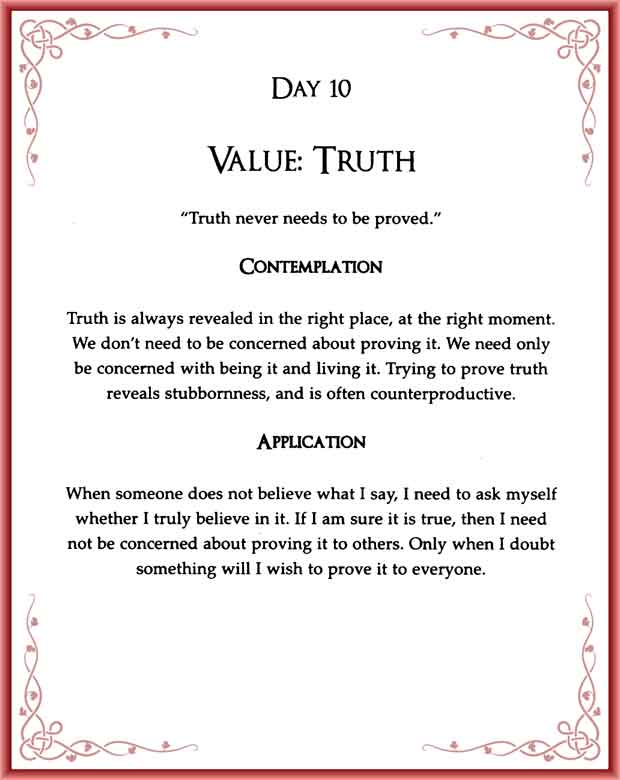 DAY 10
VALUE: TRUTH
“Truth never needs to be proved.”
CONTEMPLATION
Truth is always revealed in the right place, at the right moment.
We don’t need to be concerned about proving it. We need only
be concerned with being it and living it. Trying to prove truth
reveals stubbornness, and is often counterproductive.
APPLICATION
When someone does not believe what I say, I need to ask myself
whether I truly believe in it. If I am sure it is true, then I need
not be concerned about proving it to others. Only when I doubt
something will I wish to prove it to everyone.